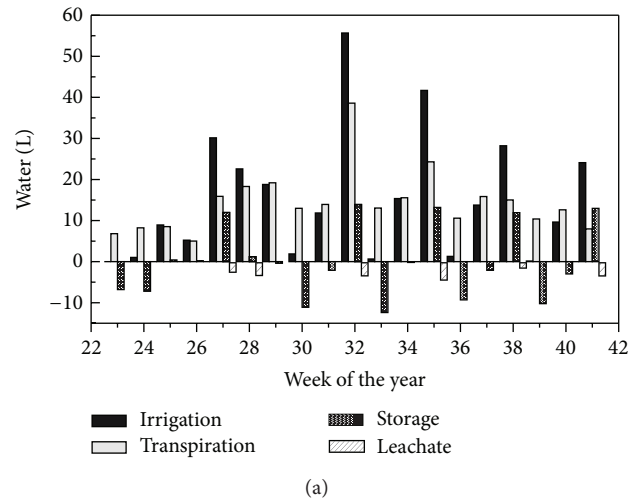 60
50
40
30
20
10
0
−10
Water (L)
22 24 26 28 30 32 34 36 38 40 42
Week of the year
Irrigation Storage
Transpiration Leachate
(a)